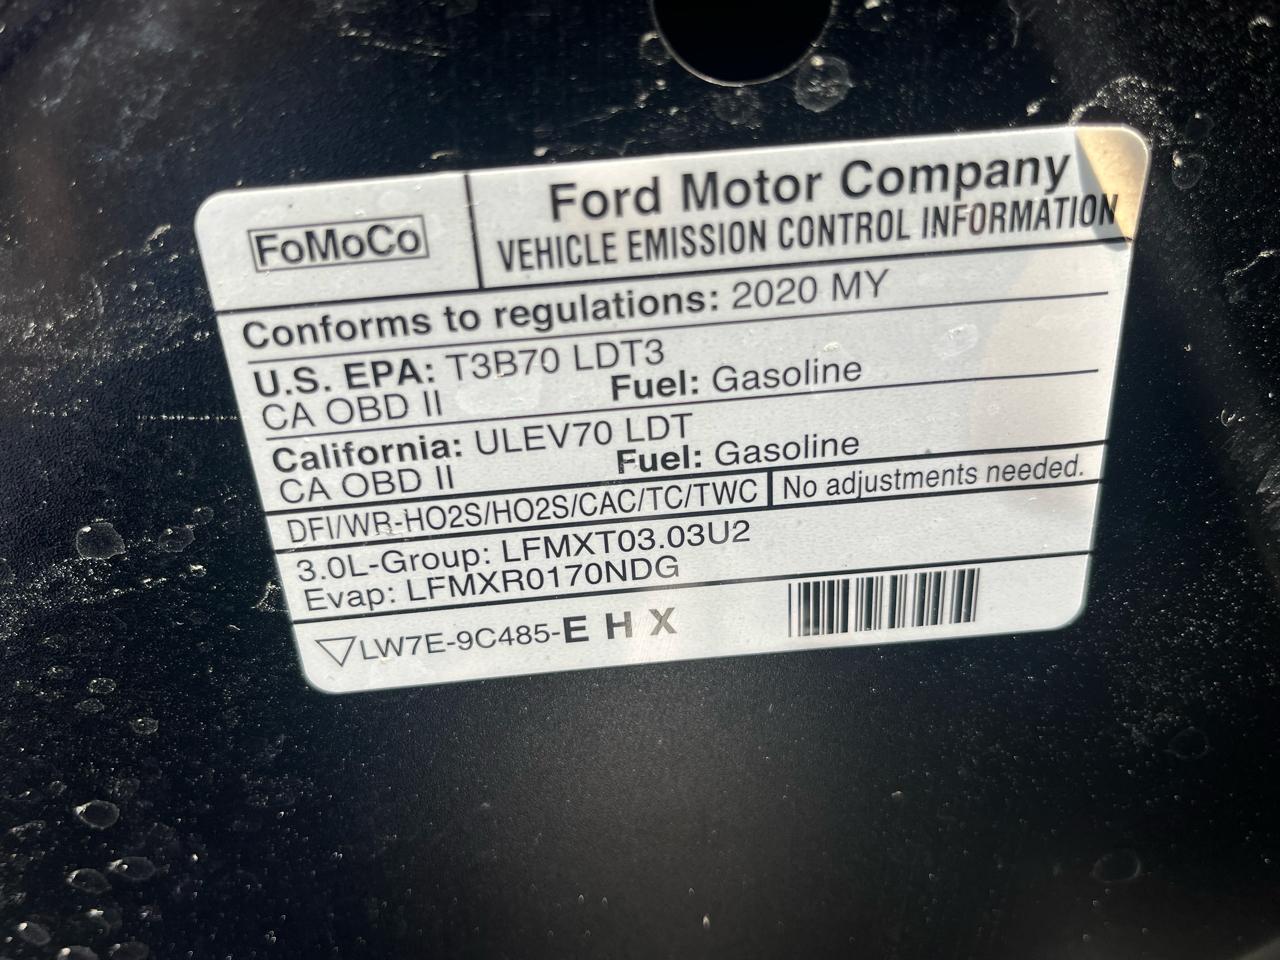 FoMoCo
Ford Motor Company
VEHICLE EMISSION CONTROL INFORMATION
Conforms to regulations: 2020 MY
U.S. EPA: T3B70 LDT3
CA OBD II Fuel: Gasoline
California: ULEV70 LDT
CA OBD II Fuel: Gasoline
DFI/WR-HO2S/HO2S/CAC/TC/TWC No adjustments needed.
3.0L-Group: LFMXT03.03U2
Evap: LFMXR0170NDG
LW7E-9C485-E H X